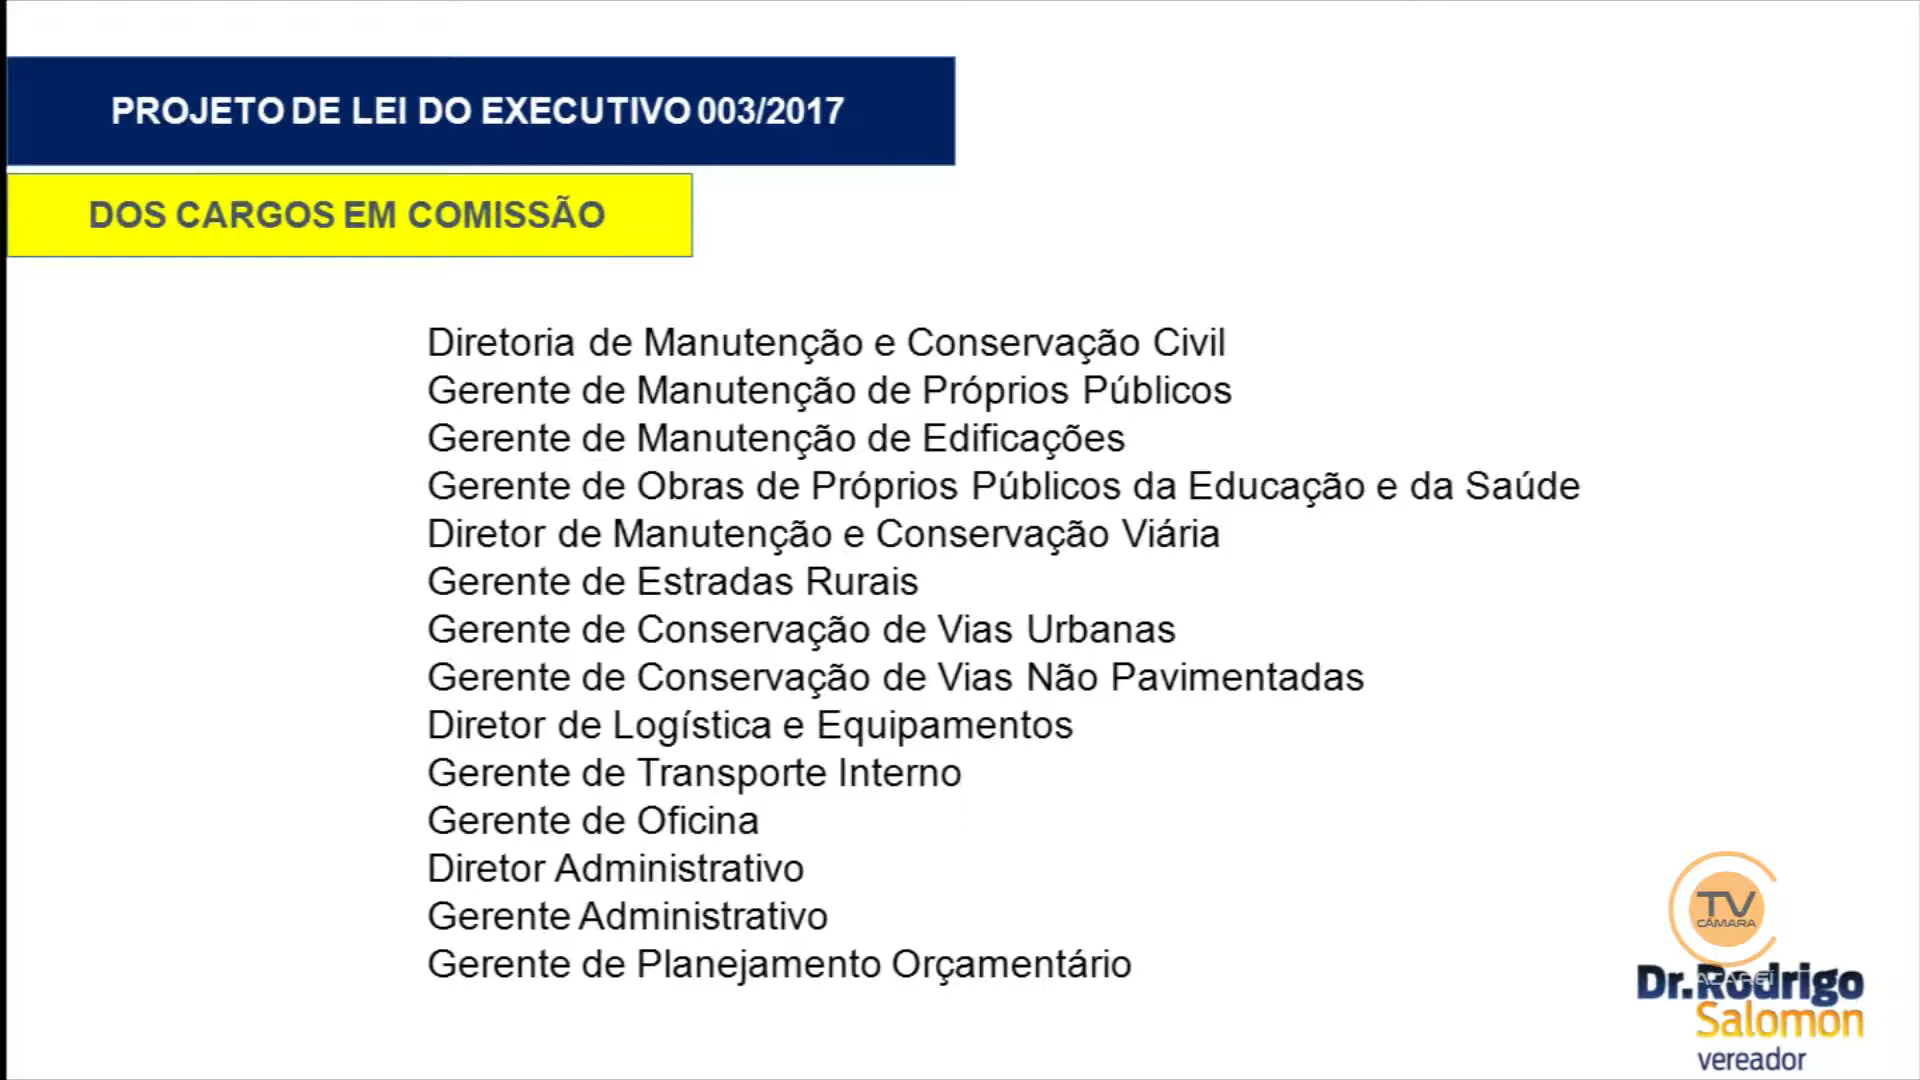 PROJETO DE LEI DO EXECUTIVO 003/2017
DOS CARGOS EM COMISSÃO
Diretoria de Manutenção e Conservação Civil
Gerente de Manutenção de Próprios Públicos
Gerente de Manutenção de Edificações
Gerente de Obras de Próprios Públicos da Educação e da Saúde
Diretor de Manutenção e Conservação Viária
Gerente de Estradas Rurais
Gerente de Conservação de Vias Urbanas
Gerente de Conservação de Vias Não Pavimentadas
Diretor de Logística e Equipamentos
Gerente de Transporte Interno
Gerente de Oficina
Diretor Administrativo
Gerente Administrativo
Gerente de Planejamento Orçamentário
TV
CÂMARA
Dr. Rodrigo
Salomon
vereador